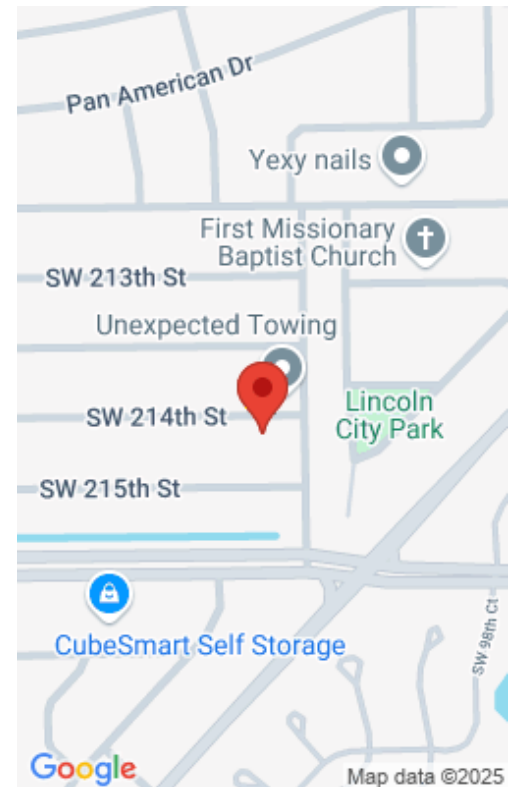 Pan American Dr
Yexy nails
First Missionary
Baptist Church
SW 213th St
Unexpected Towing
SW 214th St
Lincoln
City Park
SW 215th St
CubeSmart Self Storage
SW 98th Ct
Google
Map data ©2025